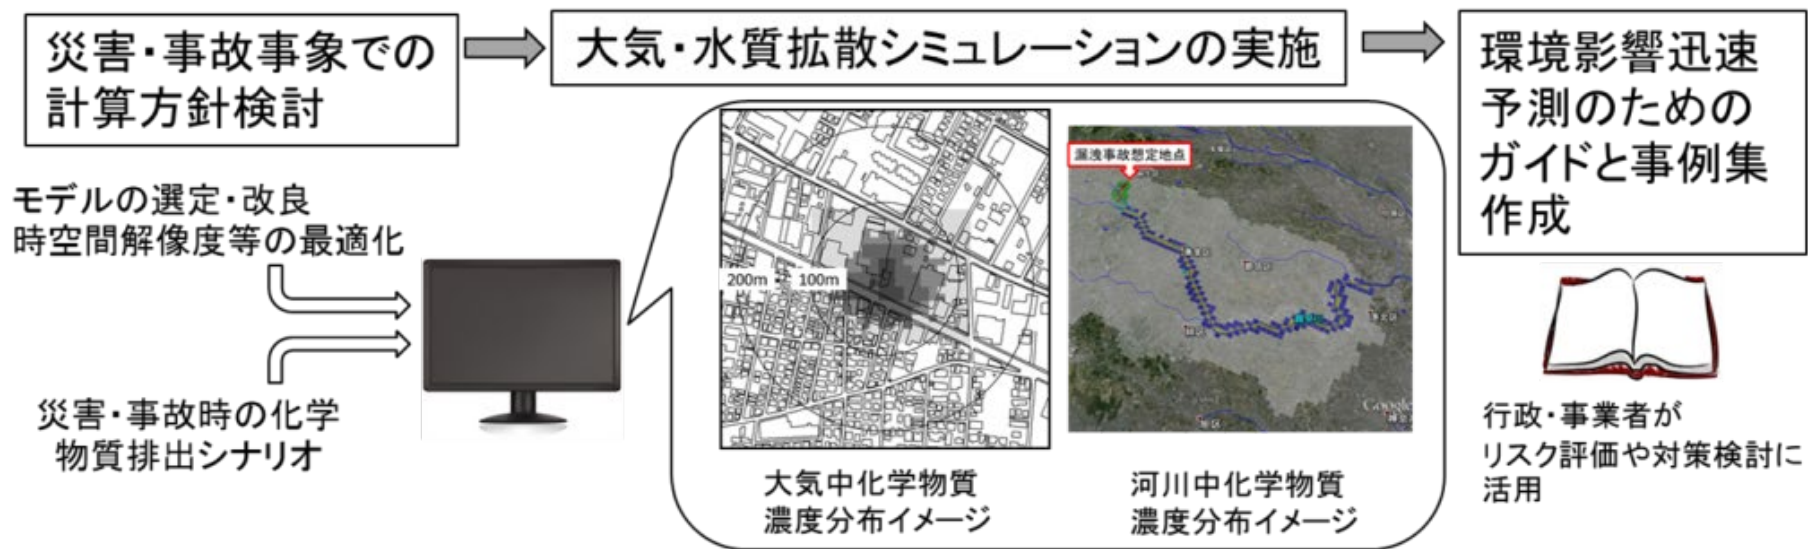 災害・事故事象での
計算方針検討
大気・水質拡散シミュレーションの実施
環境影響迅速
予測のための
ガイドと事例集
作成
モデルの選定・改良
時空間解像度等の最適化
災害・事故時の化学
物質排出シナリオ
200m
100m
漏洩事故想定地点
Google
大気中化学物質
濃度分布イメージ
河川中化学物質
濃度分布イメージ
行政・事業者が
リスク評価や対策検討に
活用